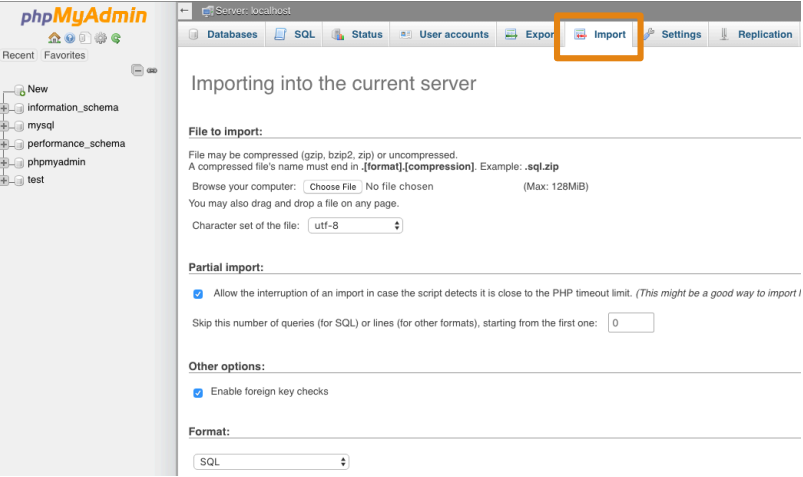 phpMyAdmin
Recent Favorites
New
information_schema
mysql
performance_schema
phpmyadmin
test
Server: localhost
Databases SQL Status User accounts Export Import Settings Replication
Importing into the current server
File to import:
File may be compressed (gzip, bzip2, zip) or uncompressed.
A compressed file's name must end in .[format].[compression]. Example: .sql.zip
Browse your computer: Choose File No file chosen (Max: 128MiB)
You may also drag and drop a file on any page.
Character set of the file: utf-8
Partial import:
Allow the interruption of an import in case the script detects it is close to the PHP timeout limit. (This might be a good way to import
Skip this number of queries (for SQL) or lines (for other formats), starting from the first one: 0
Other options:
Enable foreign key checks
Format:
SQL